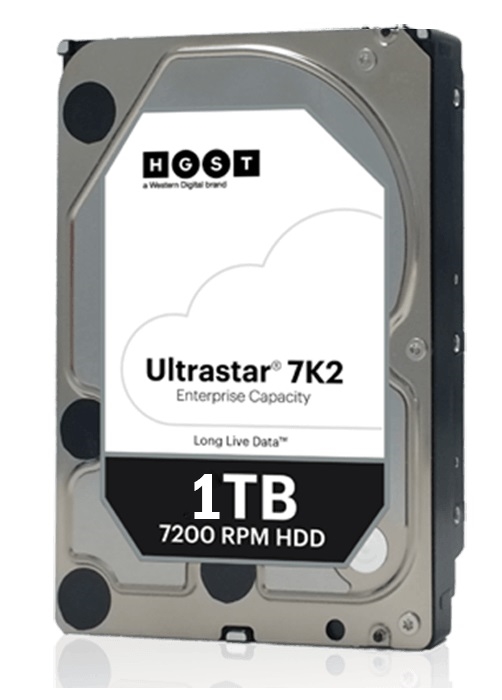 HGST
a Western Digital brand
Ultrastar® 7K2
Enterprise Capacity
Long Live Data™
1TB
7200 RPM HDD